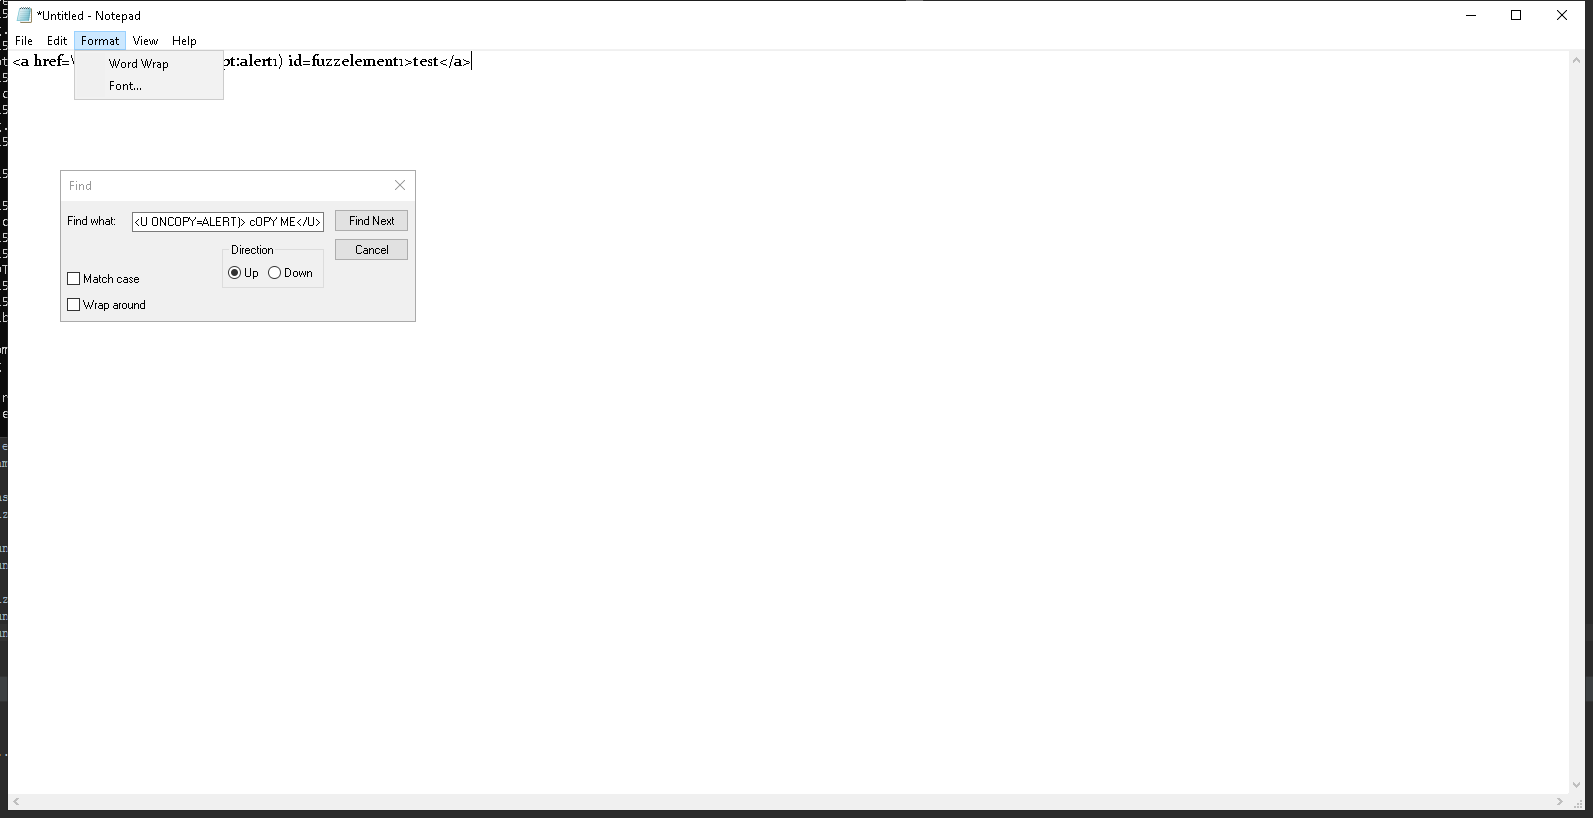 *Untitled - Notepad
File Edit Format View Help
<a href=\ pt:alert1) id=fuzzelement1>test</a>
Word Wrap
Font...
Find
Find what: <U ONCOPY=ALERT)> cOPY ME</U> Find Next
Direction Cancel
Up Down
Match case
Wrap around